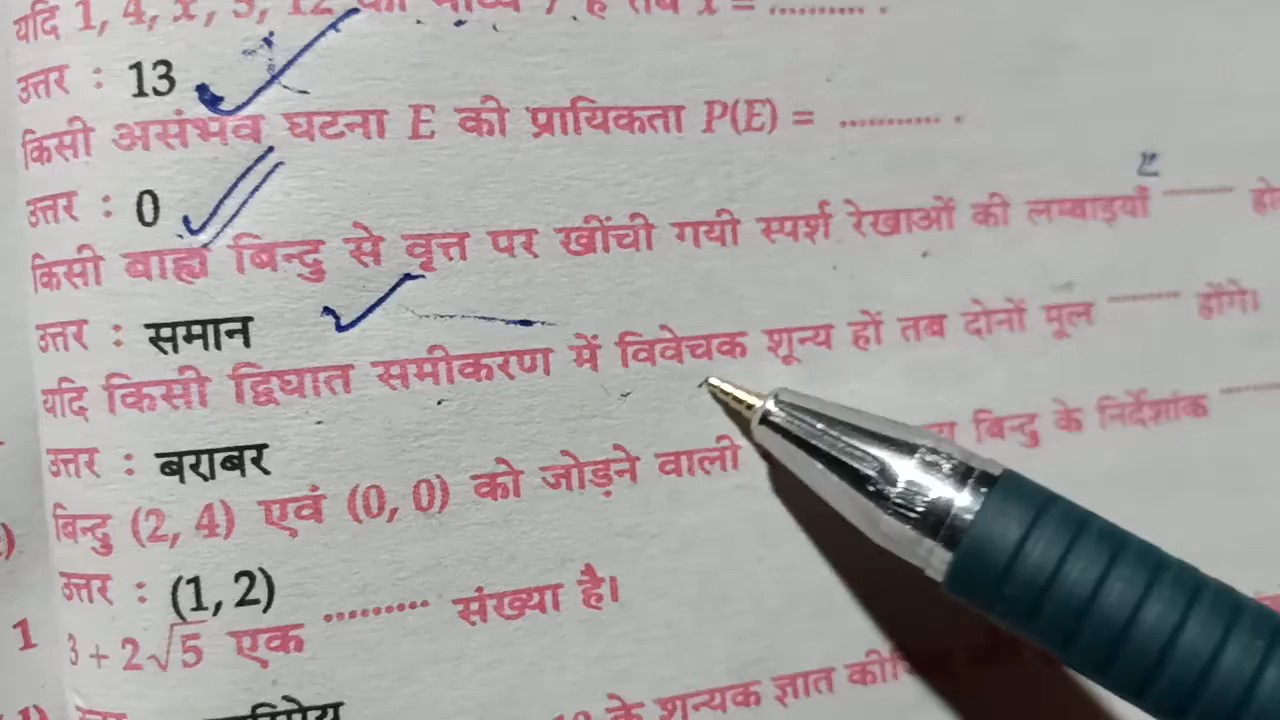 यदि 1, 4, x, 5, 12 का माध्य 7 है तब x = ..........
उत्तर : 13
किसी असंभव घटना E की प्रायिकता P(E) = ...........
उत्तर : 0
किसी बाह्य बिन्दु से वृत्त पर खींची गयी स्पर्श रेखाओं की लम्बाइयाँ ........
उत्तर : समान
यदि किसी द्विघात समीकरण में विवेचक शून्य हों तब दोनों मूल ........ होंगे।
उत्तर : बराबर
बिन्दु (2, 4) एवं (0, 0) को जोड़ने वाली बिन्दु के निर्देशांक ........
उत्तर : (1, 2)
1
3 + 2√5 एक ......... संख्या है।
के शून्यक ज्ञात